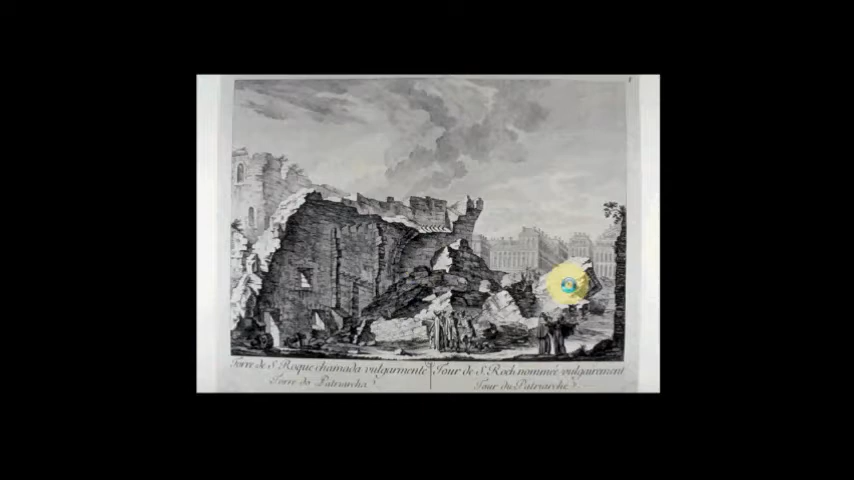 Torre de S. Roque chamada vulgarmente
Torre do Patriarcha
Tour de S. Roch nommée vulgairement
Tour du Patriarche